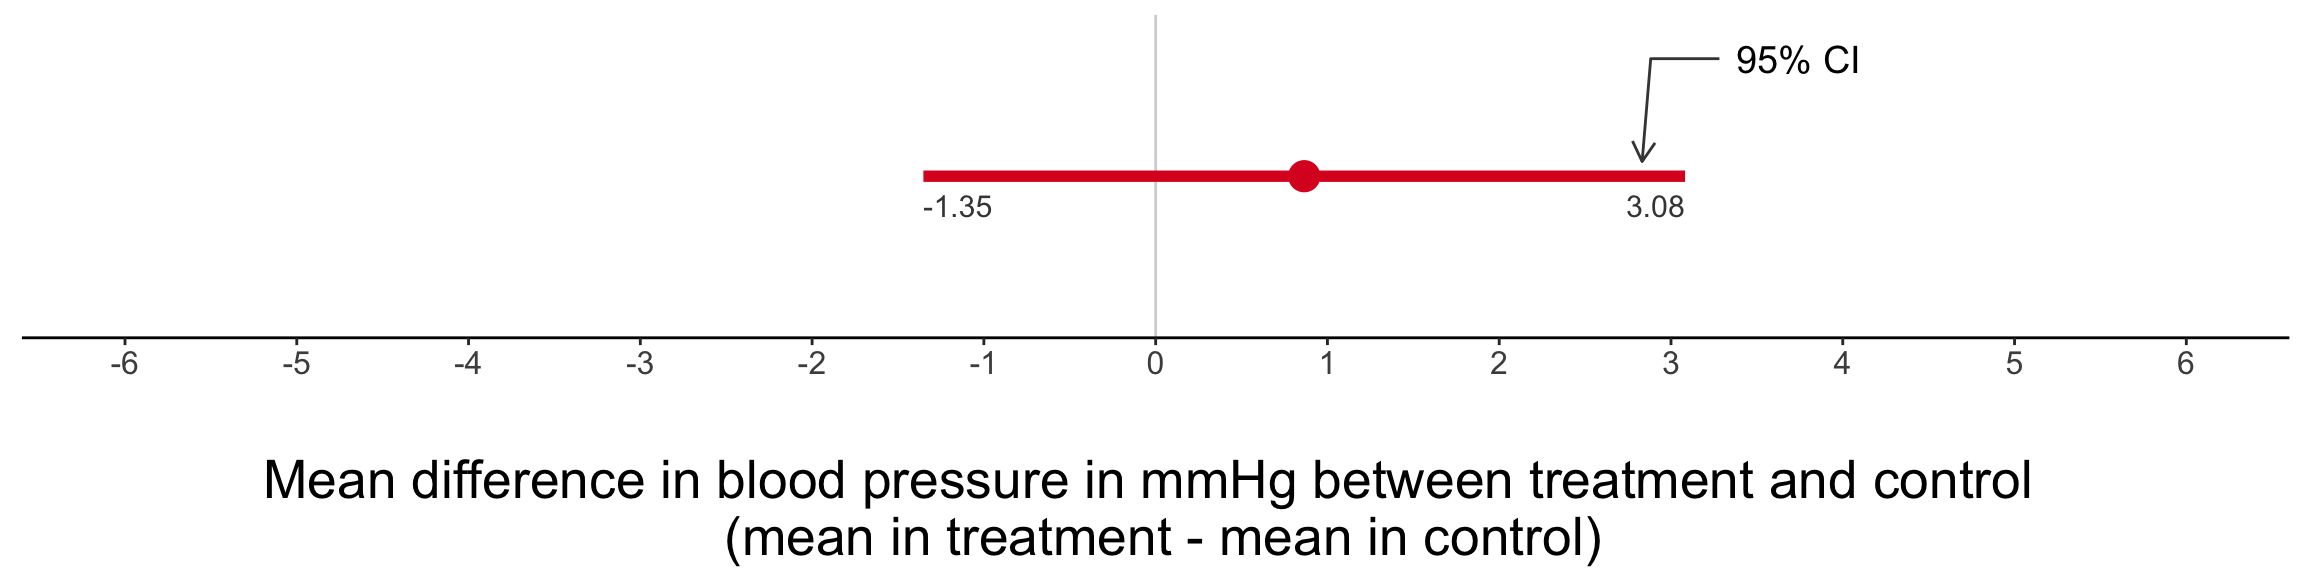 95% CI
-1.35 3.08
-6 -5 -4 -3 -2 -1 0 1 2 3 4 5 6
Mean difference in blood pressure in mmHg between treatment and control
(mean in treatment - mean in control)